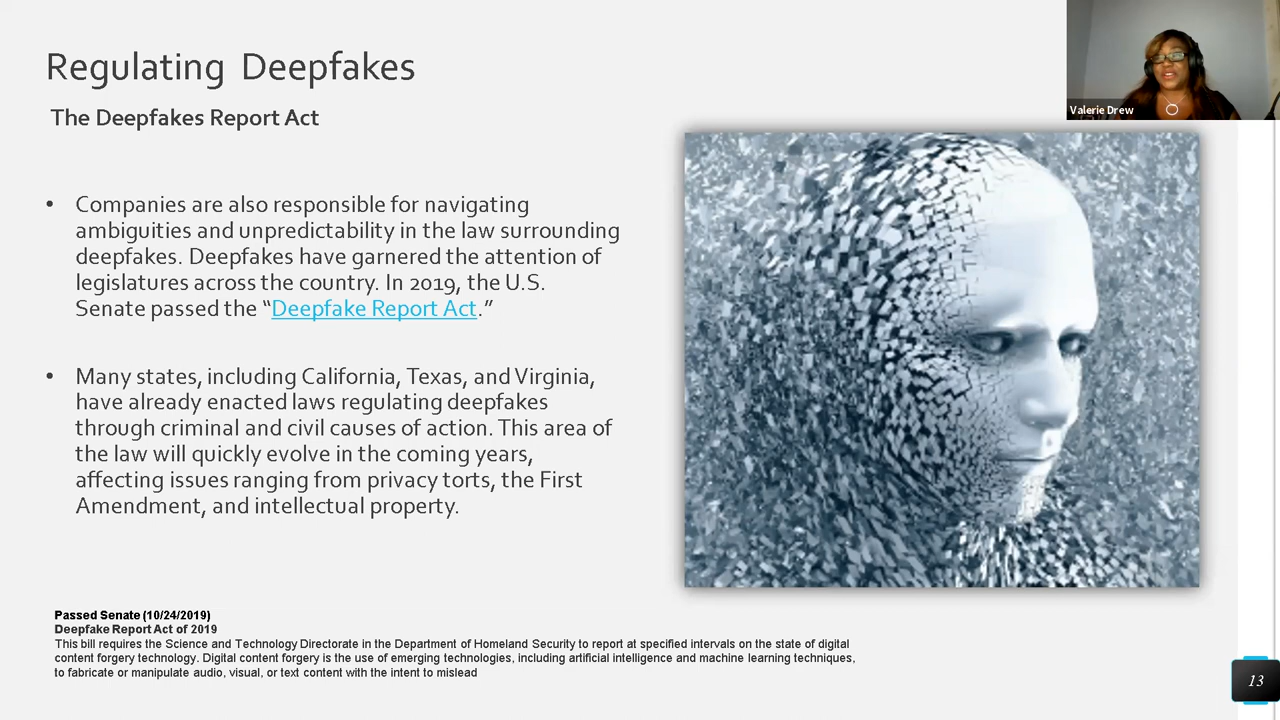 Regulating Deepfakes
The Deepfakes Report Act
Valerie Drew
• Companies are also responsible for navigating
ambiguities and unpredictability in the law surrounding
deepfakes. Deepfakes have garnered the attention of
legislatures across the country. In 2019, the U.S.
Senate passed the “Deepfake Report Act.”
• Many states, including California, Texas, and Virginia,
have already enacted laws regulating deepfakes
through criminal and civil causes of action. This area of
the law will quickly evolve in the coming years,
affecting issues ranging from privacy torts, the First
Amendment, and intellectual property.
Passed Senate (10/24/2019)
Deepfake Report Act of 2019
This bill requires the Science and Technology Directorate in the Department of Homeland Security to report at specified intervals on the state of digital
content forgery technology. Digital content forgery is the use of emerging technologies, including artificial intelligence and machine learning techniques,
to fabricate or manipulate audio, visual, or text content with the intent to mislead
13